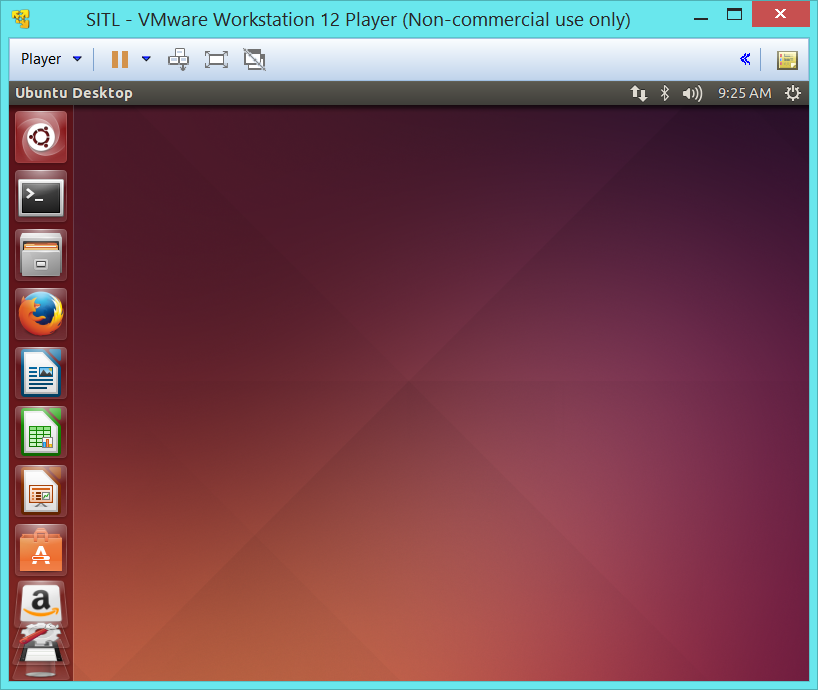 SITL - VMware Workstation 12 Player (Non-commercial use only)
Player
Ubuntu Desktop
9:25 AM
>_
A
a